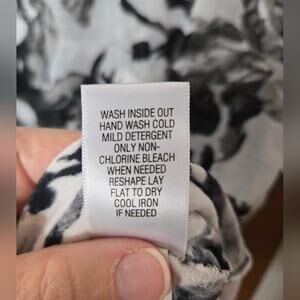 WASH INSIDE OUT
HAND WASH COLD
MILD DETERGENT
ONLY NON-
CHLORINE BLEACH
WHEN NEEDED
RESHAPE LAY
FLAT TO DRY
COOL IRON
IF NEEDED